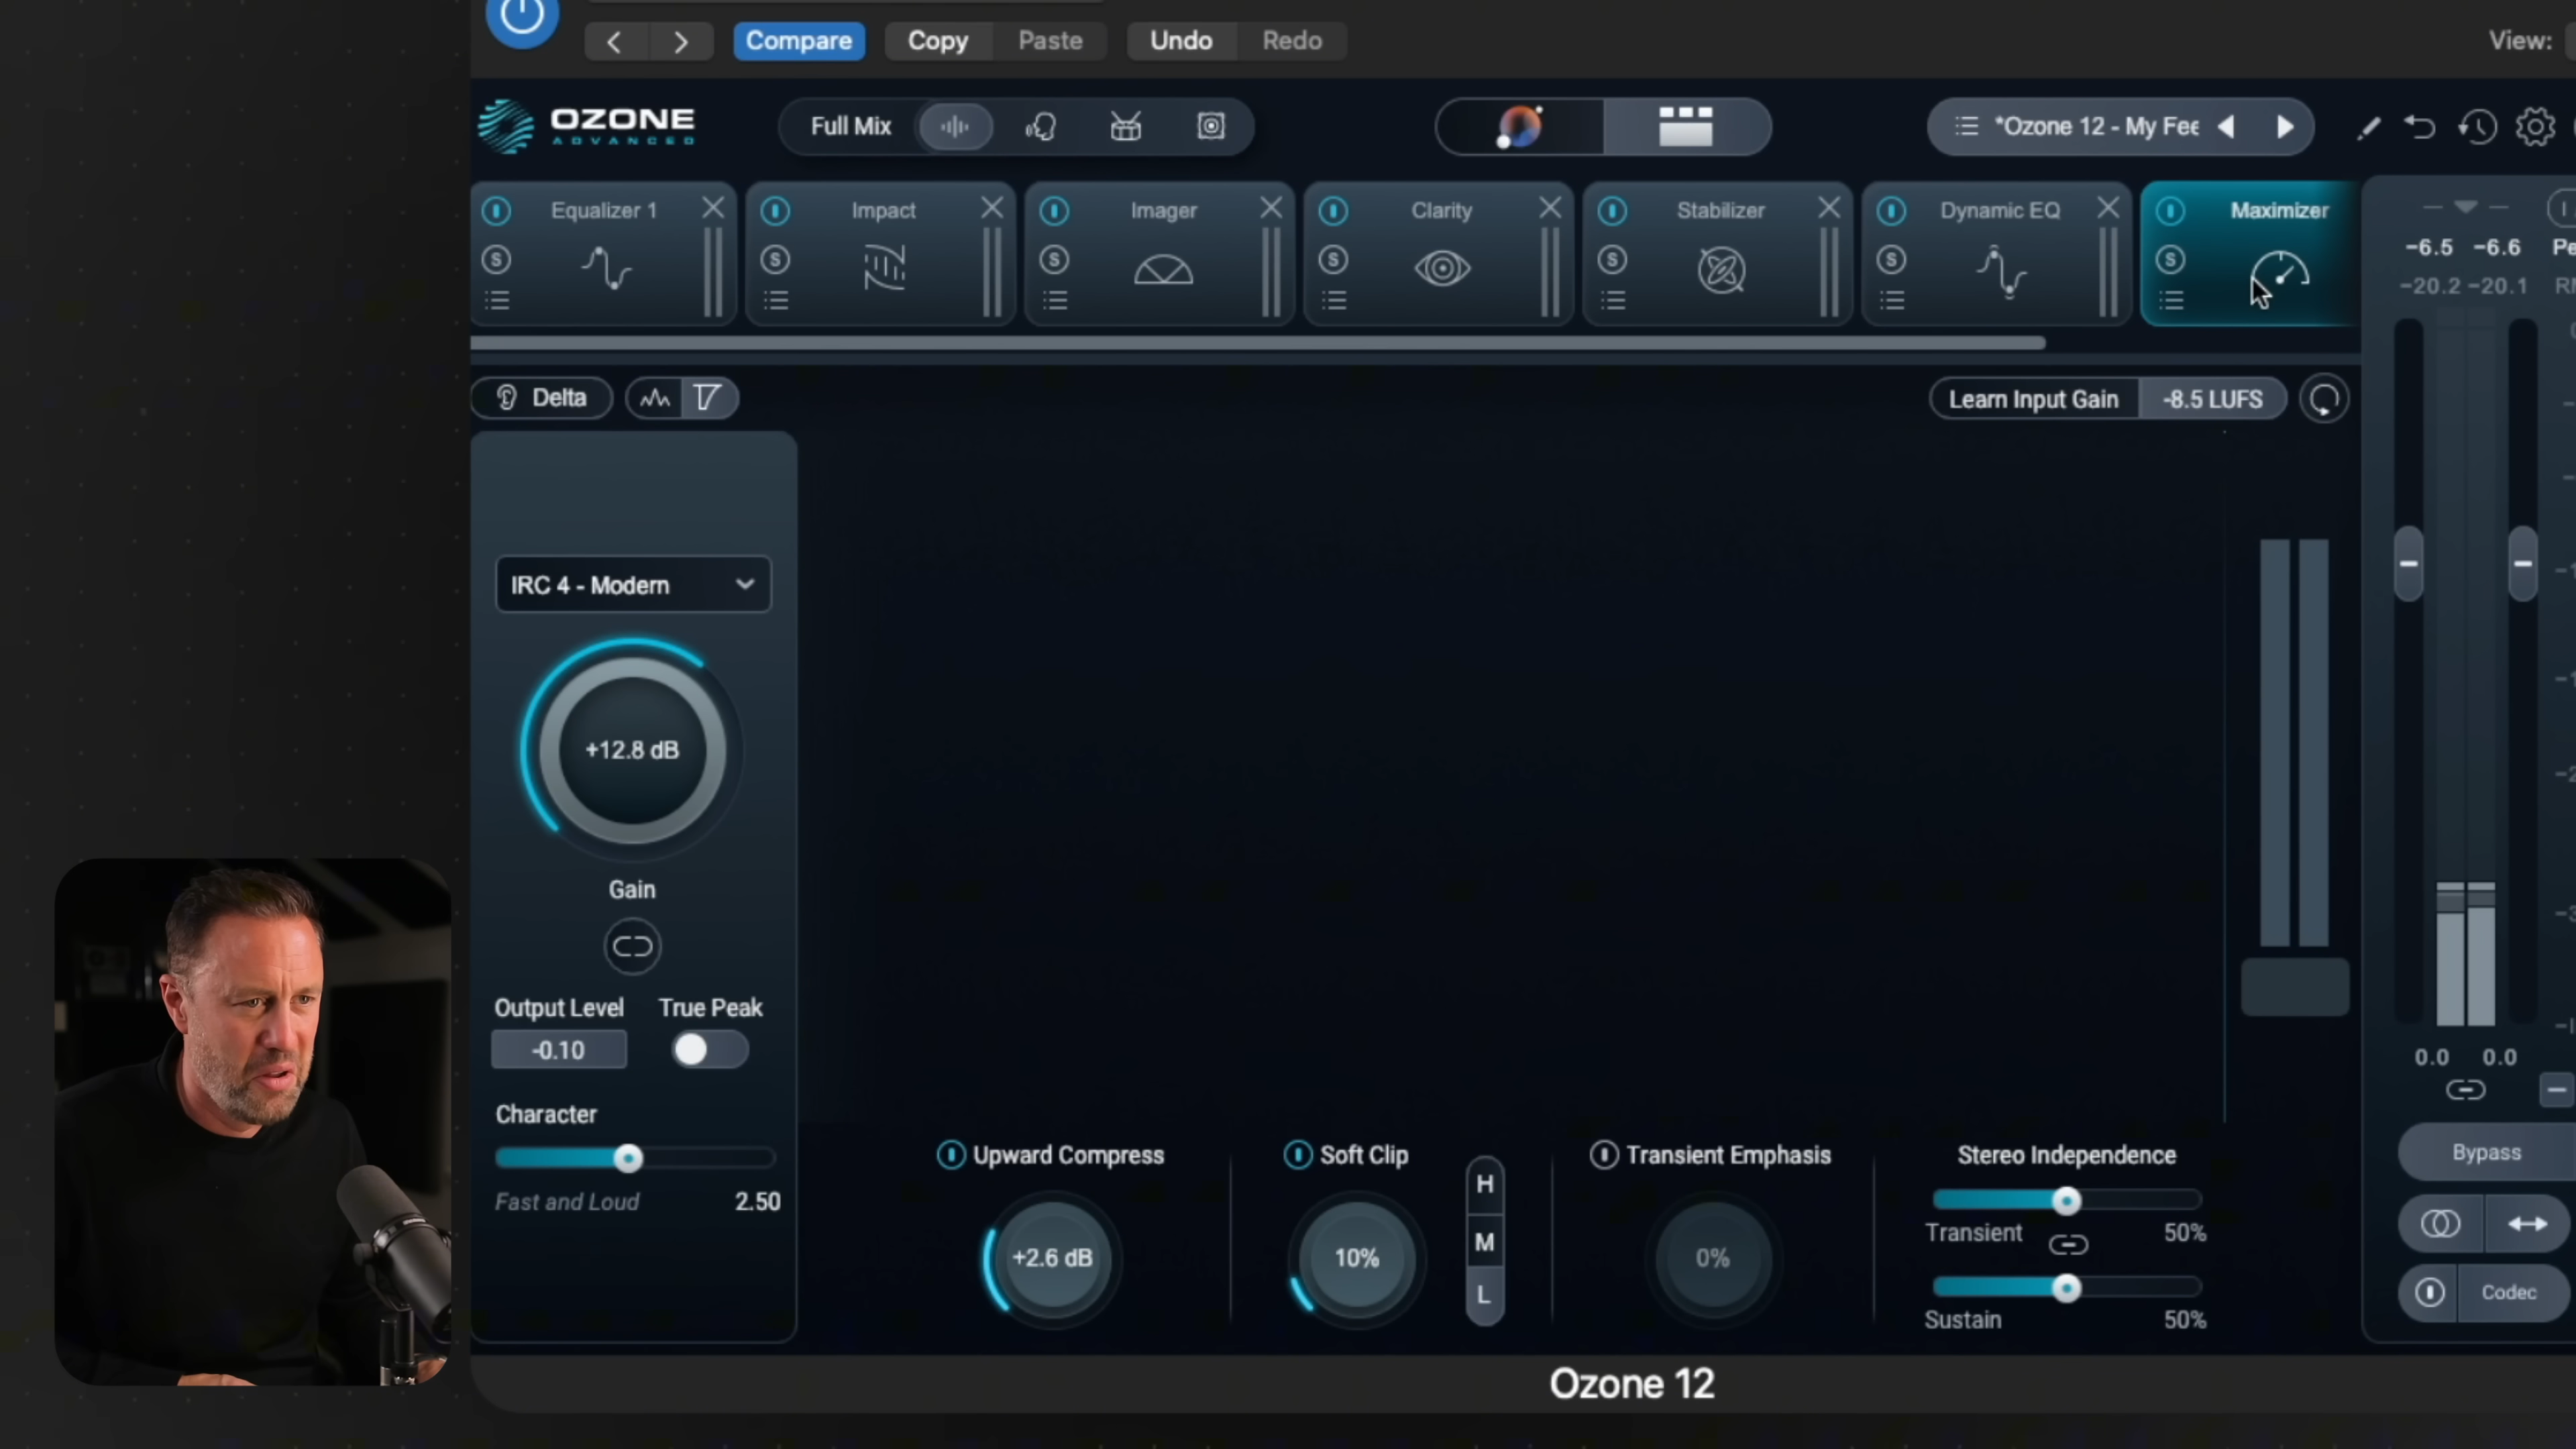 Compare
Copy
Paste
Undo
Redo
View:
OZONE
ADVANCED
Full Mix
*Ozone 12 - My Fee
Equalizer 1
Impact
Imager
Clarity
Stabilizer
Dynamic EQ
Maximizer
S
S
S
S
S
S
S
-6.5 -6.6
-20.2 -20.1
Delta
Learn Input Gain
-8.5 LUFS
IRC 4 - Modern
+12.8 dB
Gain
Output Level
True Peak
-0.10
Character
Fast and Loud
2.50
Upward Compress
+2.6 dB
Soft Clip
10%
H
M
L
Transient Emphasis
0%
Stereo Independence
Transient
50%
Sustain
50%
0.0 0.0
Bypass
Codec
Ozone 12